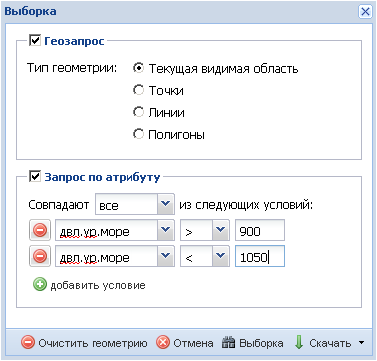 Выборка
Геозапрос
Тип геометрии: Текущая видимая область
Точки
Линии
Полигоны
Запрос по атрибуту
Совпадают все из следующих условий:
двл.ур.море > 900
двл.ур.море < 1050
добавить условие
Очистить геометрию Отмена Выборка Скачать